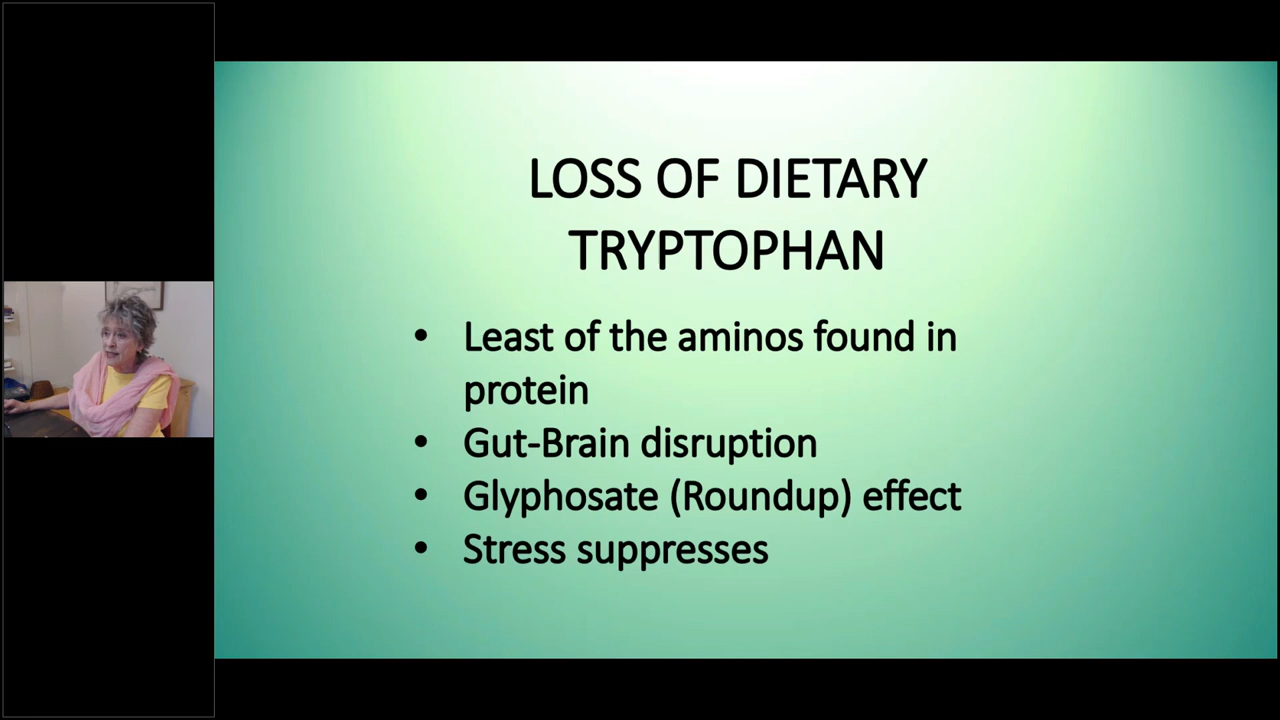 LOSS OF DIETARY
TRYPTOPHAN
• Least of the aminos found in
protein
• Gut-Brain disruption
• Glyphosate (Roundup) effect
• Stress suppresses